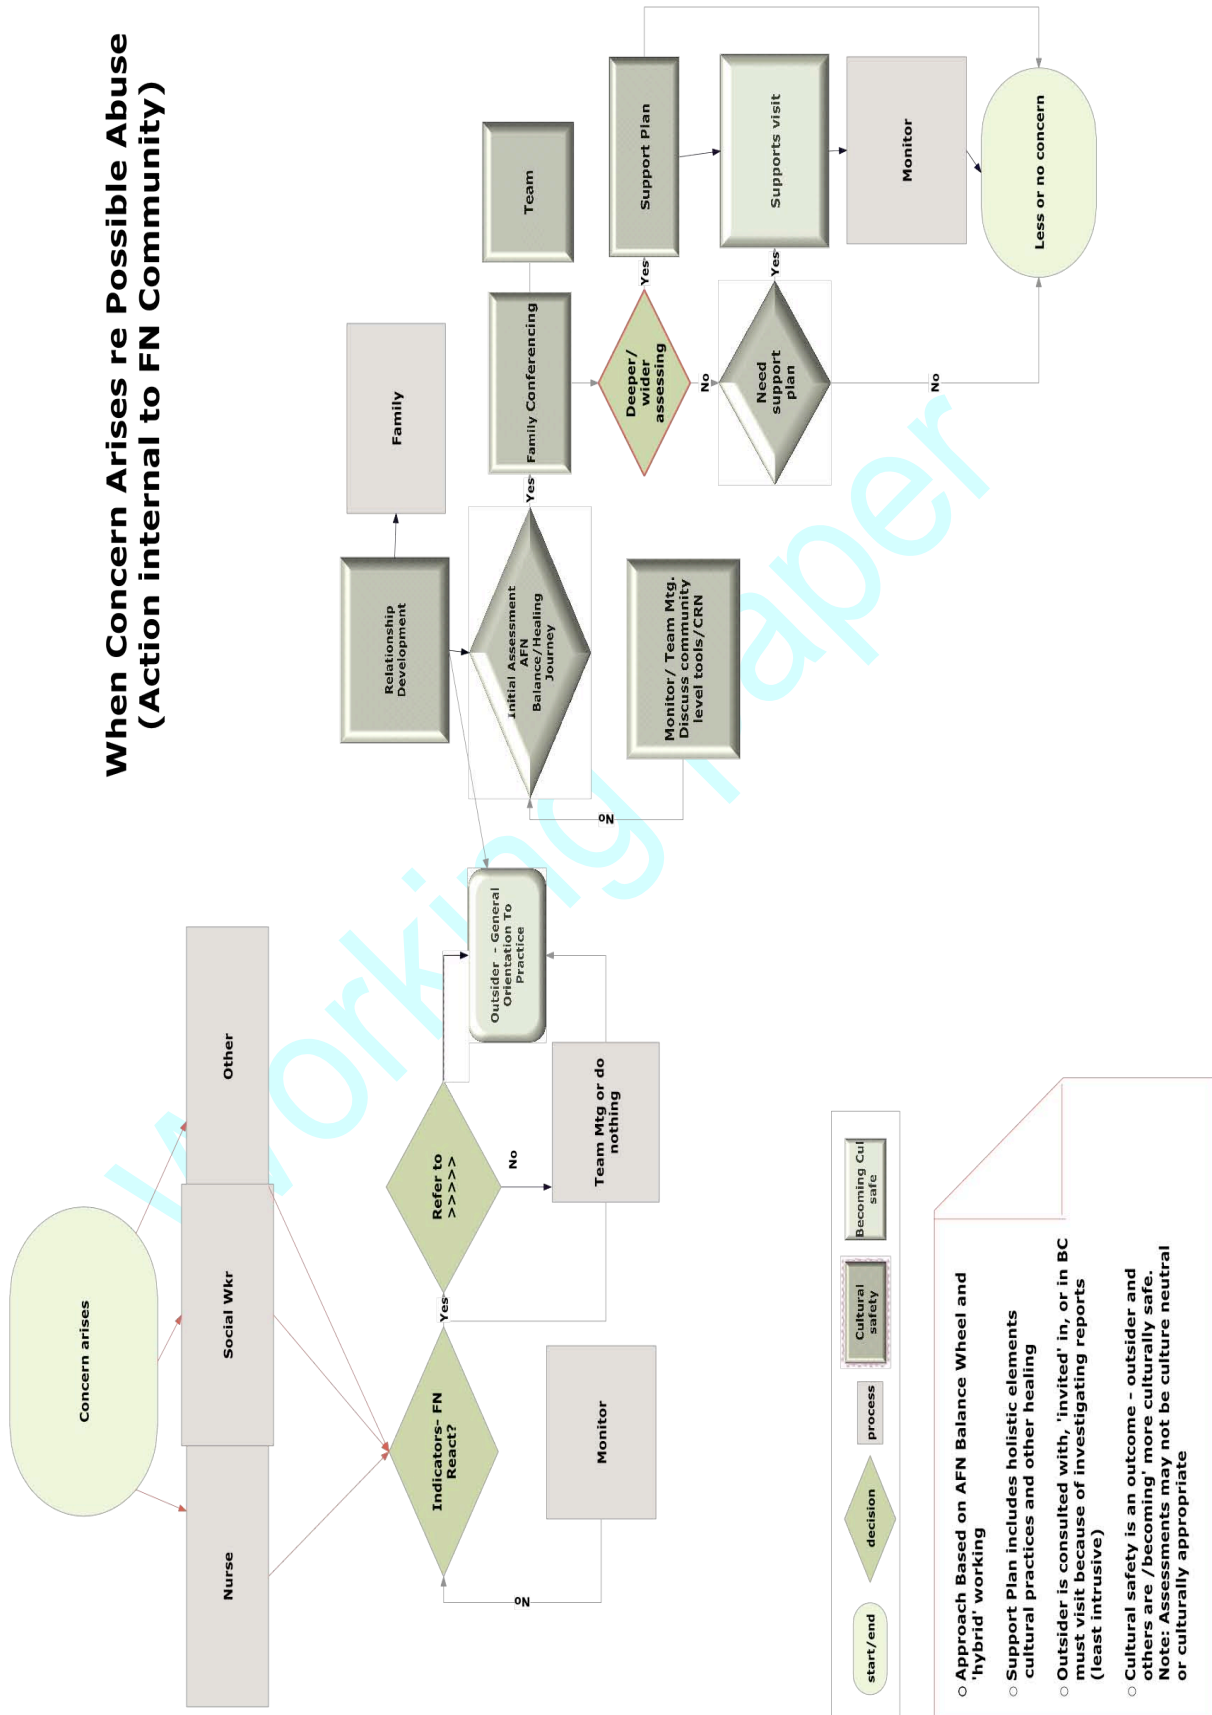 When Concern Arises re Possible Abuse
(Action internal to FN Community)
Working Paper
Concern arises
Nurse
Social Wkr
Other
Indicators- FN
React?
No
Monitor
Yes
Refer to
>>>>>
No
Team Mtg or do
nothing
Outsider - General
Orientation To
Practice
Relationship
Development
Family
Initial Assessment
AFN
Balance/Healing
Journey
No
Monitor/ Team Mtg.
Discuss community
level tools/CRN
Yes
Family Conferencing
Team
Deeper/
wider
assessing
Yes
Support Plan
No
Need
support
plan
Yes
Supports visit
Monitor
No
Less or no concern
start/end
decision
process
Cultural
safety
Becoming Cul
safe
○ Approach Based on AFN Balance Wheel and
'hybrid' working
○ Support Plan includes holistic elements
cultural practices and other healing
○ Outsider is consulted with, 'invited' in, or in BC
must visit because of investigating reports
(least intrusive)
○ Cultural safety is an outcome - outsider and
others are /becoming' more culturally safe.
Note: Assessments may not be culture neutral
or culturally appropriate